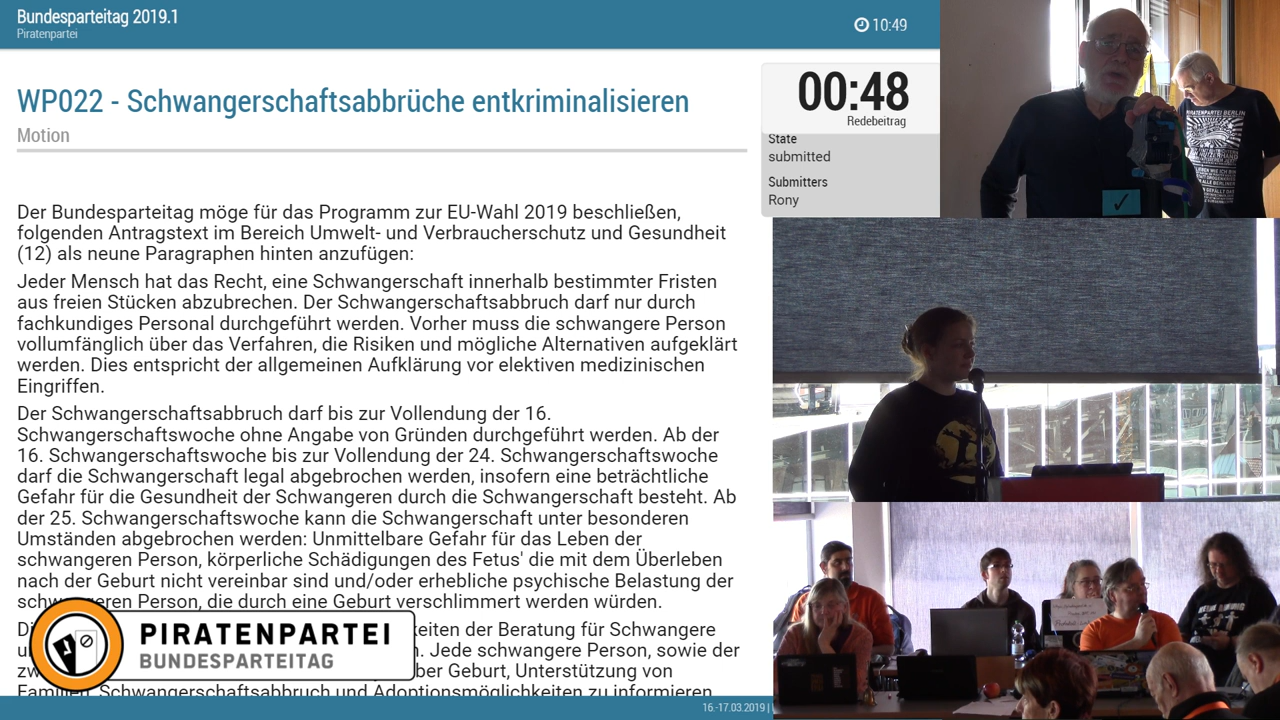 Bundesparteitag 2019.1
Piratenpartei
10:49
WP022 - Schwangerschaftsabbrüche entkriminalisieren
Motion
00:48
Redebeitrag
State
submitted
Submitters
Rony
Der Bundesparteitag möge für das Programm zur EU-Wahl 2019 beschließen,
folgenden Antragstext im Bereich Umwelt- und Verbraucherschutz und Gesundheit
(12) als neune Paragraphen hinten anzufügen:
Jeder Mensch hat das Recht, eine Schwangerschaft innerhalb bestimmter Fristen
aus freien Stücken abzubrechen. Der Schwangerschaftsabbruch darf nur durch
fachkundiges Personal durchgeführt werden. Vorher muss die schwangere Person
vollumfänglich über das Verfahren, die Risiken und mögliche Alternativen aufgeklärt
werden. Dies entspricht der allgemeinen Aufklärung vor elektiven medizinischen
Eingriffen.
Der Schwangerschaftsabbruch darf bis zur Vollendung der 16.
Schwangerschaftswoche ohne Angabe von Gründen durchgeführt werden. Ab der
16. Schwangerschaftswoche bis zur Vollendung der 24. Schwangerschaftswoche
darf die Schwangerschaft legal abgebrochen werden, insofern eine beträchtliche
Gefahr für die Gesundheit der Schwangeren durch die Schwangerschaft besteht. Ab
der 25. Schwangerschaftswoche kann die Schwangerschaft unter besonderen
Umständen abgebrochen werden: Unmittelbare Gefahr für das Leben der
schwangeren Person, körperliche Schädigungen des Fetus' die mit dem Überleben
nach der Geburt nicht vereinbar sind und/oder erhebliche psychische Belastung der
schwangeren Person, die durch eine Geburt verschlimmert werden würden.
keiten der Beratung für Schwangere
n. Jede schwangere Person, sowie der
ber Geburt, Unterstützung von
Familien, Schwangerschaftsabbruch und Adoptionsmöglichkeiten zu informieren
PIRATENPARTEI
BUNDESPARTEITAG
16.-17.03.2019 |
PIRATENPARTEI BERLIN